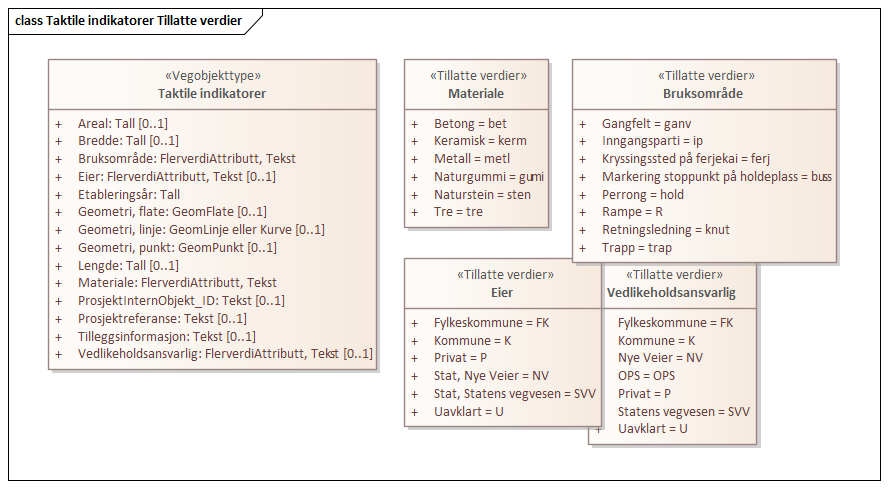 class Taktile indikatorer Tillatte verdier
«Vegobjekttype»
Taktile indikatorer
+ Areal: Tall [0..1]
+ Bredde: Tall [0..1]
+ Bruksområde: FlerverdiAttributt, Tekst
+ Eier: FlerverdiAttributt, Tekst [0..1]
+ Etableringsår: Tall
+ Geometri, flate: GeomFlate [0..1]
+ Geometri, linje: GeomLinje eller Kurve [0..1]
+ Geometri, punkt: GeomPunkt [0..1]
+ Lengde: Tall [0..1]
+ Materiale: FlerverdiAttributt, Tekst
+ ProsjektInternObjekt_ID: Tekst [0..1]
+ Prosjektreferanse: Tekst [0..1]
+ Tilleggsinformasjon: Tekst [0..1]
+ Vedlikeholdsansvarlig: FlerverdiAttributt, Tekst [0..1]
«Tillatte verdier»
Materiale
+ Betong = bet
+ Keramisk = kerm
+ Metall = metl
+ Naturgummi = gumi
+ Naturstein = sten
+ Tre = tre
«Tillatte verdier»
Bruksområde
+ Gangfelt = ganv
+ Inngangsparti = ip
+ Kryssingssted på ferjekai = ferj
+ Markering stoppunkt på holdeplass = buss
+ Perrong = hold
+ Rampe = R
+ Retningsledning = knut
+ Trapp = trap
«Tillatte verdier»
Eier
+ Fylkeskommune = FK
+ Kommune = K
+ Privat = P
+ Stat, Nye Veier = NV
+ Stat, Statens vegvesen = SVV
+ Uavklart = U
«Tillatte verdier»
Vedlikeholdsansvarlig
Fylkeskommune = FK
Kommune = K
Nye Veier = NV
OPS = OPS
Privat = P
Statens vegvesen = SVV
+ Uavklart = U